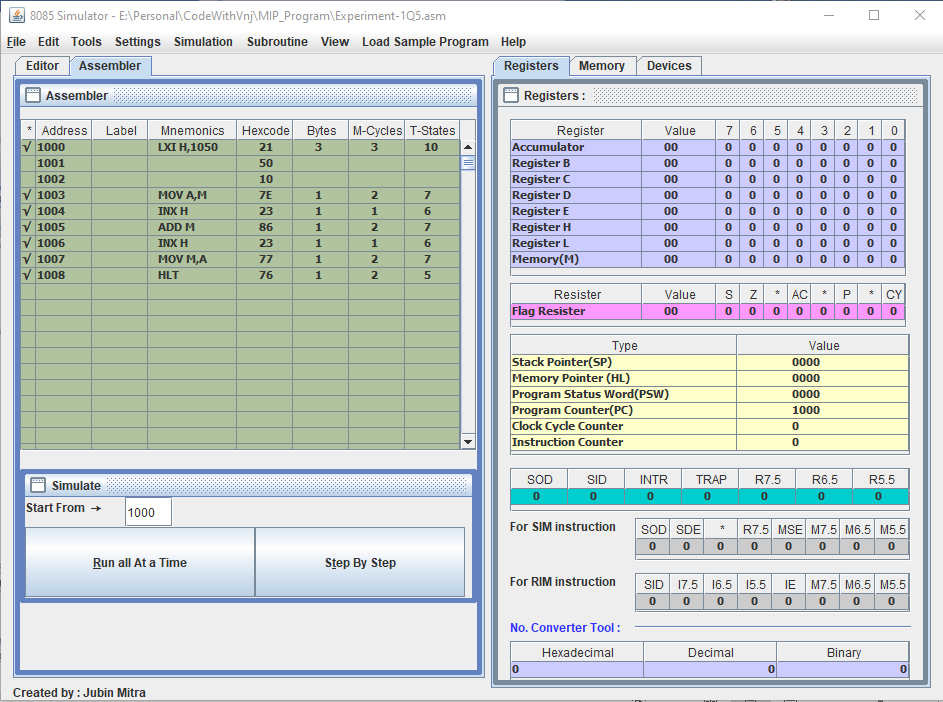 8085 Simulator - E:\Personal\CodeWithVnj\MIP_Program\Experiment-1Q5.asm
File Edit Tools Settings Simulation Subroutine View Load Sample Program Help
Editor Assembler
Assembler
* Address Label Mnemonics Hexcode Bytes M-Cycles T-States
√ 1000 LXI H,1050 21 3 3 10
1001 50
1002 10
√ 1003 MOV A,M 7E 1 2 7
√ 1004 INX H 23 1 1 6
√ 1005 ADD M 86 1 2 7
√ 1006 INX H 23 1 1 6
√ 1007 MOV M,A 77 1 2 7
√ 1008 HLT 76 1 2 5
Simulate
Start From → 1000
Run all At a Time Step By Step
Created by : Jubin Mitra
Registers Memory Devices
Registers :
Register Value 7 6 5 4 3 2 1 0
Accumulator 00 0 0 0 0 0 0 0 0
Register B 00 0 0 0 0 0 0 0 0
Register C 00 0 0 0 0 0 0 0 0
Register D 00 0 0 0 0 0 0 0 0
Register E 00 0 0 0 0 0 0 0 0
Register H 00 0 0 0 0 0 0 0 0
Register L 00 0 0 0 0 0 0 0 0
Memory(M) 00 0 0 0 0 0 0 0 0
Resister Value S Z * AC * P * CY
Flag Resister 00 0 0 0 0 0 0 0 0
Type Value
Stack Pointer(SP) 0000
Memory Pointer (HL) 0000
Program Status Word(PSW) 0000
Program Counter(PC) 1000
Clock Cycle Counter 0
Instruction Counter 0
SOD SID INTR TRAP R7.5 R6.5 R5.5
0 0 0 0 0 0 0
For SIM instruction
SOD SDE * R7.5 MSE M7.5 M6.5 M5.5
0 0 0 0 0 0 0 0
For RIM instruction
SID I7.5 I6.5 I5.5 IE M7.5 M6.5 M5.5
0 0 0 0 0 0 0 0
No. Converter Tool :
Hexadecimal Decimal Binary
0 0 0